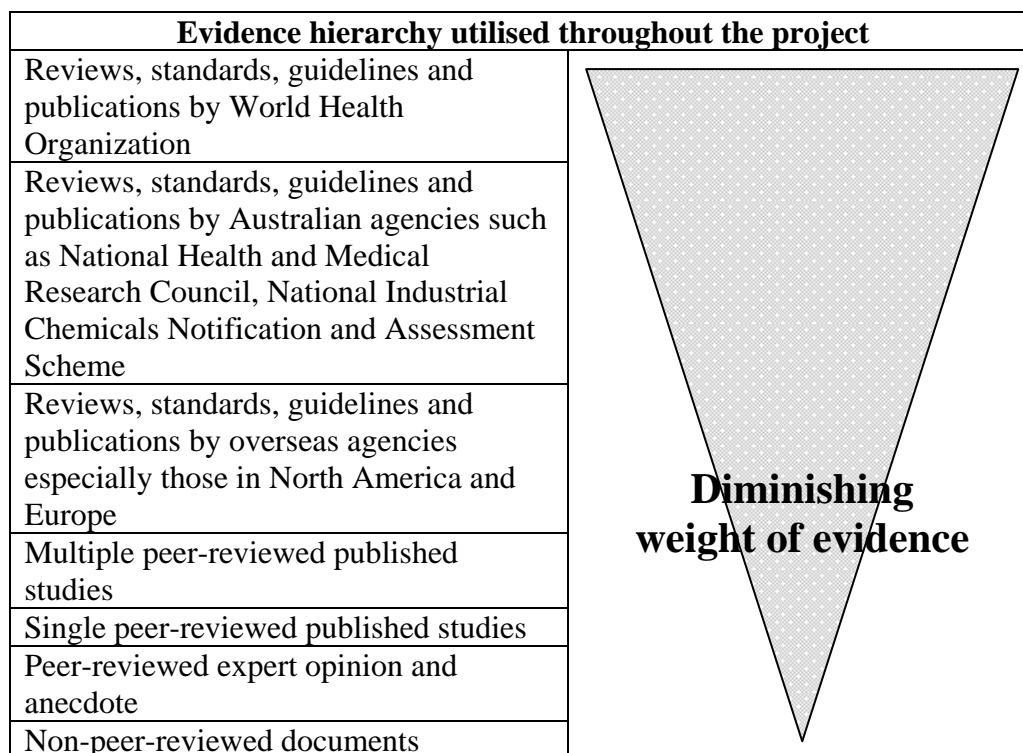 Evidence hierarchy utilised throughout the project
Reviews, standards, guidelines and
publications by World Health
Organization
Reviews, standards, guidelines and
publications by Australian agencies such
as National Health and Medical
Research Council, National Industrial
Chemicals Notification and Assessment
Scheme
Reviews, standards, guidelines and
publications by overseas agencies
especially those in North America and
Europe
Multiple peer-reviewed published
studies
Single peer-reviewed published studies
Peer-reviewed expert opinion and
anecdote
Non-peer-reviewed documents
Diminishing
weight of evidence